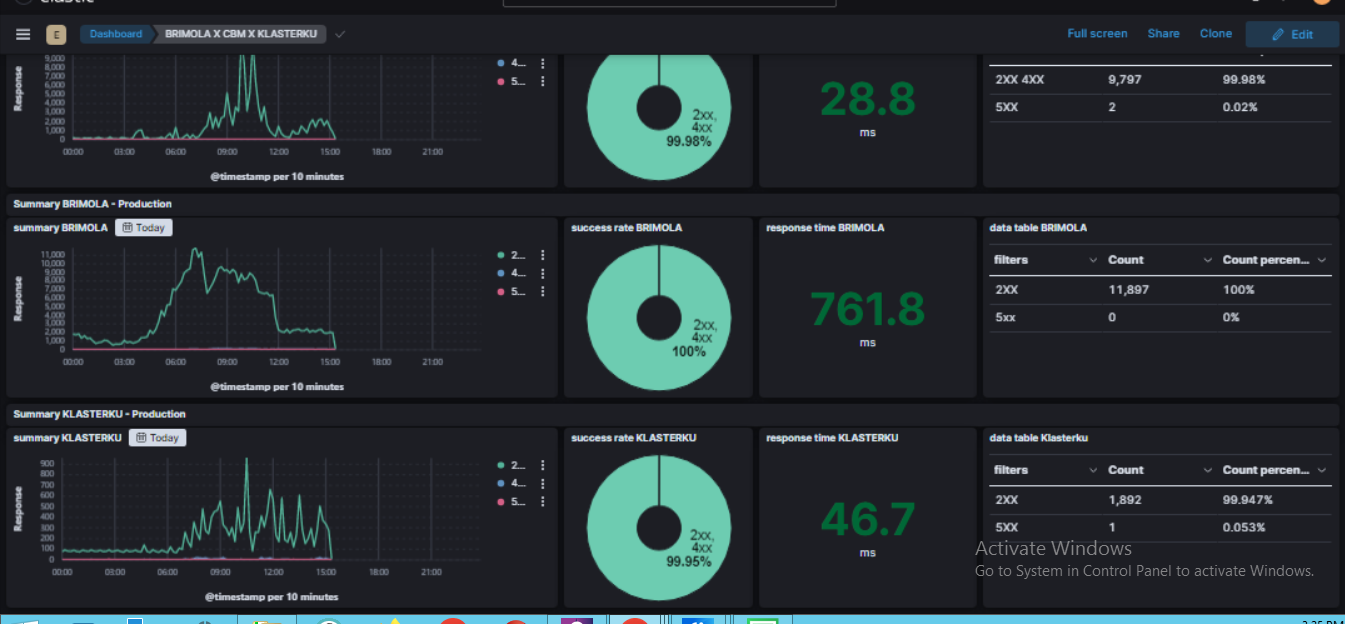 E Dashboard BRIMOLA X CBM X KLASTERKU Full screen Share Clone Edit
9,000
8,000
7,000
6,000
5,000
4,000
3,000
2,000
1,000
0
Response
00:00 03:00 06:00 09:00 12:00 15:00 18:00 21:00
@timestamp per 10 minutes
4...
5...
2xx,
4xx
99.98%
28.8
ms
2XX 4XX 9,797 99.98%
5XX 2 0.02%
Summary BRIMOLA - Production
summary BRIMOLA Today
11,000
10,000
9,000
8,000
7,000
6,000
5,000
4,000
3,000
2,000
1,000
0
Response
00:00 03:00 06:00 09:00 12:00 15:00 18:00 21:00
@timestamp per 10 minutes
2...
4...
5...
success rate BRIMOLA
2xx,
4xx
100%
response time BRIMOLA
761.8
ms
data table BRIMOLA
filters Count Count percen...
2XX 11,897 100%
5xx 0 0%
Summary KLASTERKU - Production
summary KLASTERKU Today
900
800
700
600
500
400
300
200
100
0
Response
00:00 03:00 06:00 09:00 12:00 15:00 18:00 21:00
@timestamp per 10 minutes
2...
4...
5...
success rate KLASTERKU
2xx,
4xx
99.95%
response time KLASTERKU
46.7
ms
data table Klasterku
filters Count Count percen...
2XX 1,892 99.947%
5XX 1 0.053%
Activate Windows
Go to System in Control Panel to activate Windows.